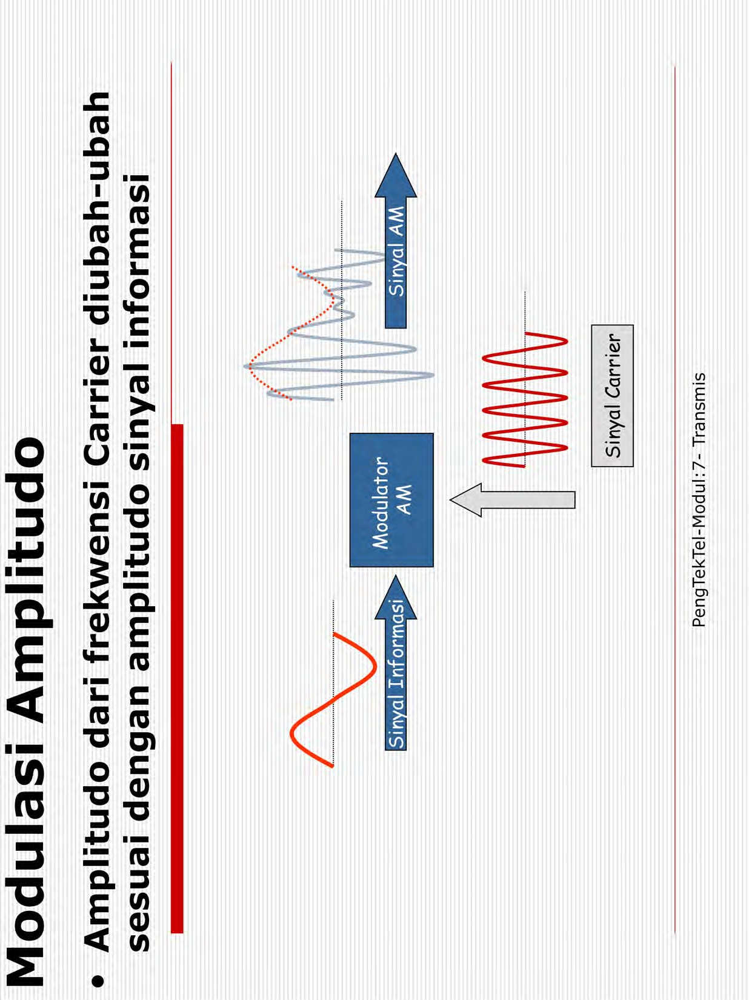 Modulasi Amplitudo
• Amplitudo dari frekwensi Carrier diubah-ubah
sesuai dengan amplitudo sinyal informasi
Sinyal Informasi
Modulator
AM
Sinyal AM
Sinyal Carrier
PengTekTel-Modul:7- Transmis